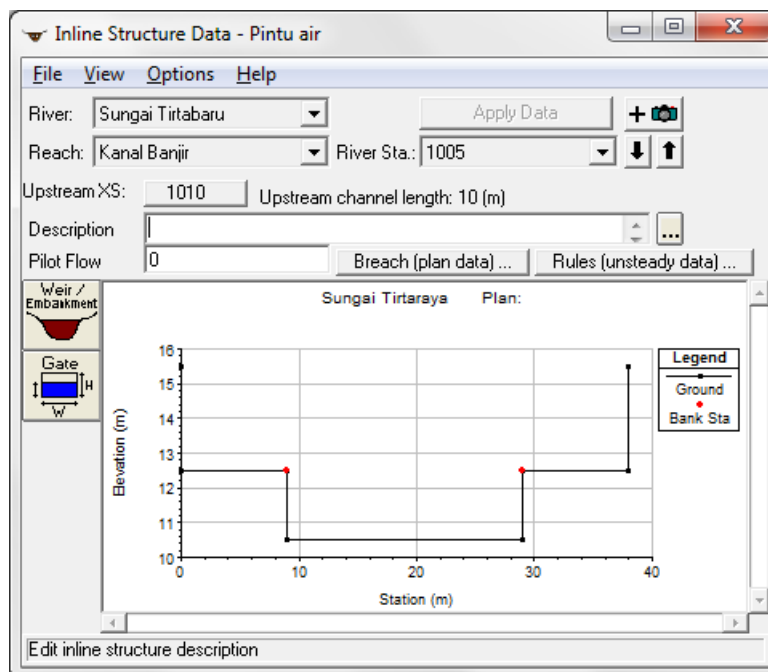 Inline Structure Data - Pintu air
File View Options Help
River: Sungai Tirtabaru Apply Data
Reach: Kanal Banjir River Sta.: 1005
Upstream XS: 1010 Upstream channel length: 10 (m)
Description ...
Pilot Flow 0 Breach (plan data) ... Rules (unsteady data) ...
Weir /
Embankment
Gate
H
W
Sungai Tirtaraya Plan:
Elevation (m)
16
15
14
13
12
11
10
0 10 20 30 40
Station (m)
Legend
Ground
Bank Sta
Edit inline structure description